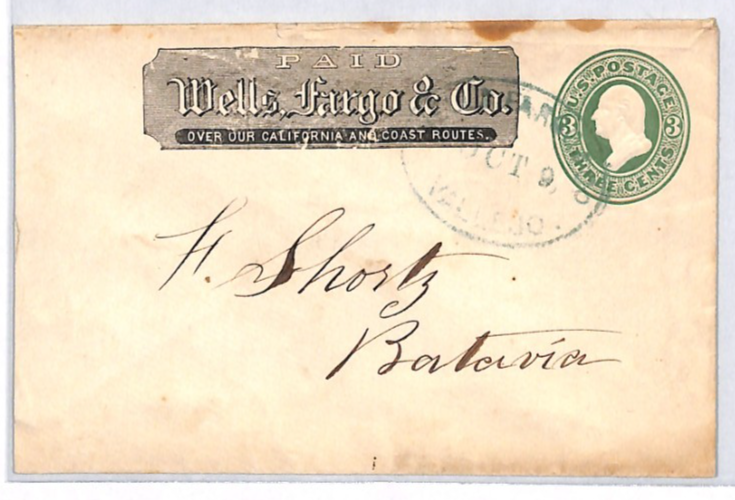 PAID
Wells, Fargo & Co.
OVER OUR CALIFORNIA AND COAST ROUTES.
U.S. POSTAGE
3 3
THREE CENTS
OCT 9,
VALLEJO.
H. Shortz
Batavia